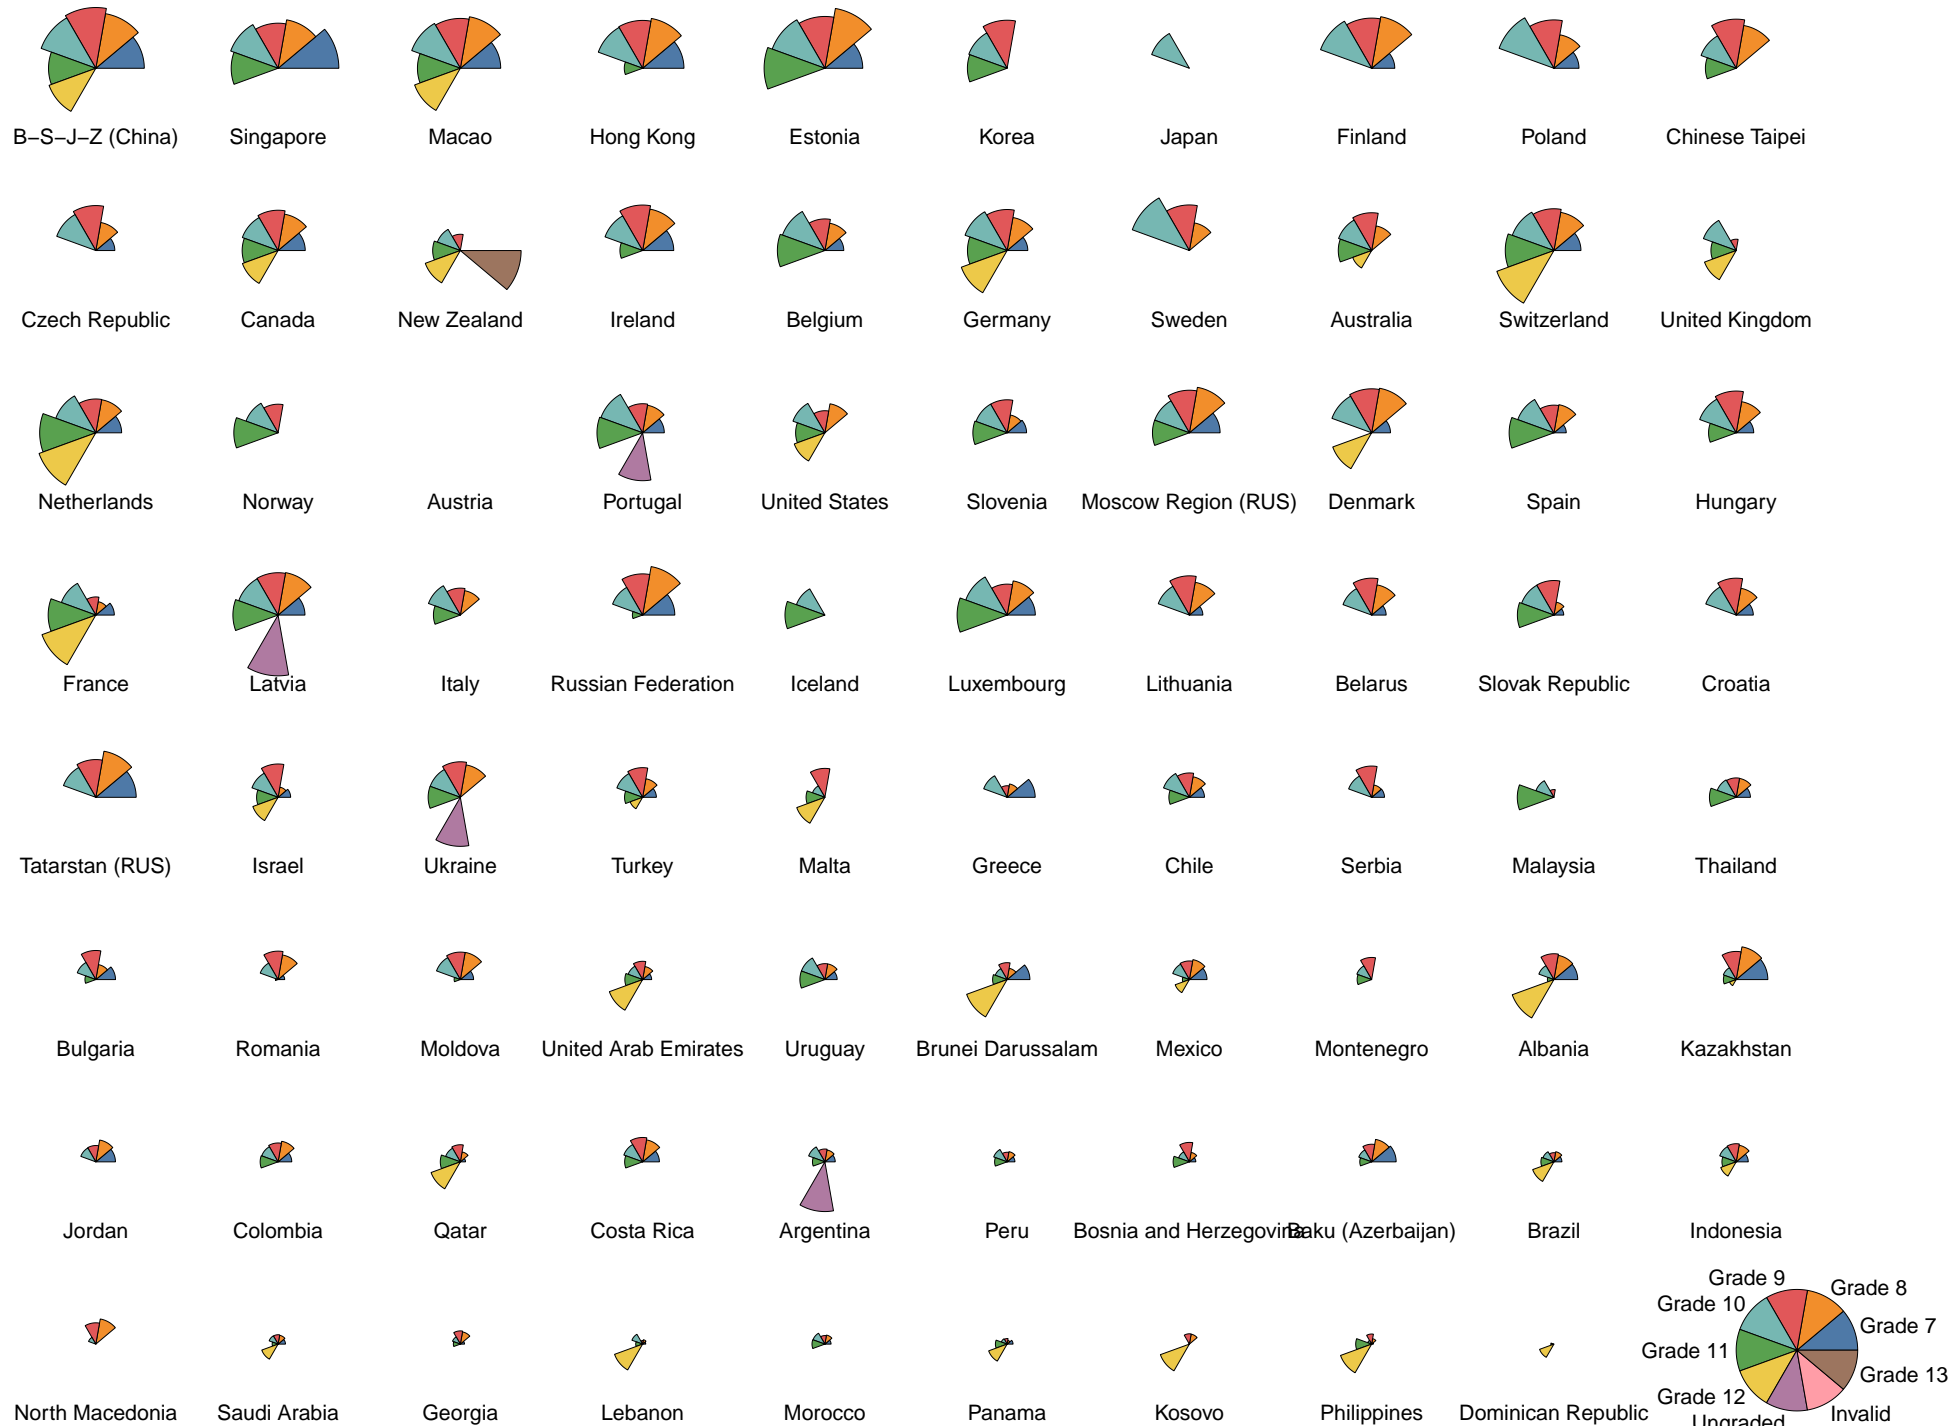 B−S−J−Z (China) Singapore Macao Hong Kong Estonia Korea Japan Finland Poland Chinese Taipei
Czech Republic Canada New Zealand Ireland Belgium Germany Sweden Australia Switzerland United Kingdom
Netherlands Norway Austria Portugal United States Slovenia Moscow Region (RUS) Denmark Spain Hungary
France Latvia Italy Russian Federation Iceland Luxembourg Lithuania Belarus Slovak Republic Croatia
Tatarstan (RUS) Israel Ukraine Turkey Malta Greece Chile Serbia Malaysia Thailand
Bulgaria Romania Moldova United Arab Emirates Uruguay Brunei Darussalam Mexico Montenegro Albania Kazakhstan
Jordan Colombia Qatar Costa Rica Argentina Peru Bosnia and Herzegovina Baku (Azerbaijan) Brazil Indonesia
Grade 9
Grade 8
Grade 10
Grade 7
Grade 11
Grade 13
Grade 12
North Macedonia Saudi Arabia Georgia Lebanon Morocco Panama Kosovo Philippines Dominican Republic
Ungraded
Invalid